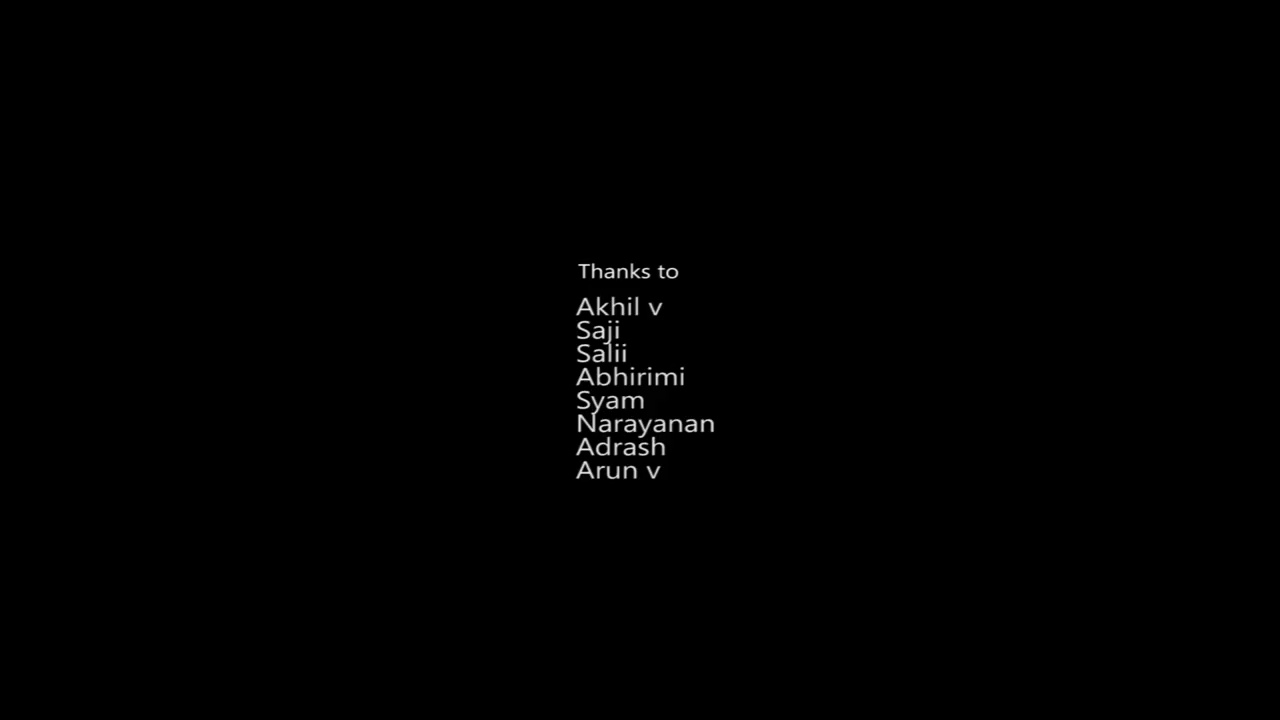 Thanks to
Akhil v
Saji
Salii
Abhirimi
Syam
Narayanan
Adrash
Arun v